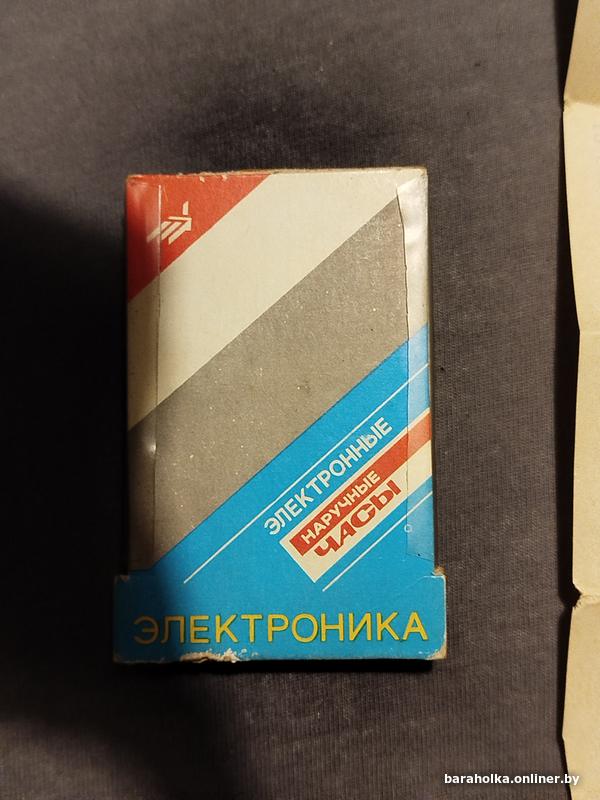 ЭЛЕКТРОННЫЕ
НАРУЧНЫЕ
ЧАСЫ
ЭЛЕКТРОНИКА
baraholka.onliner.by